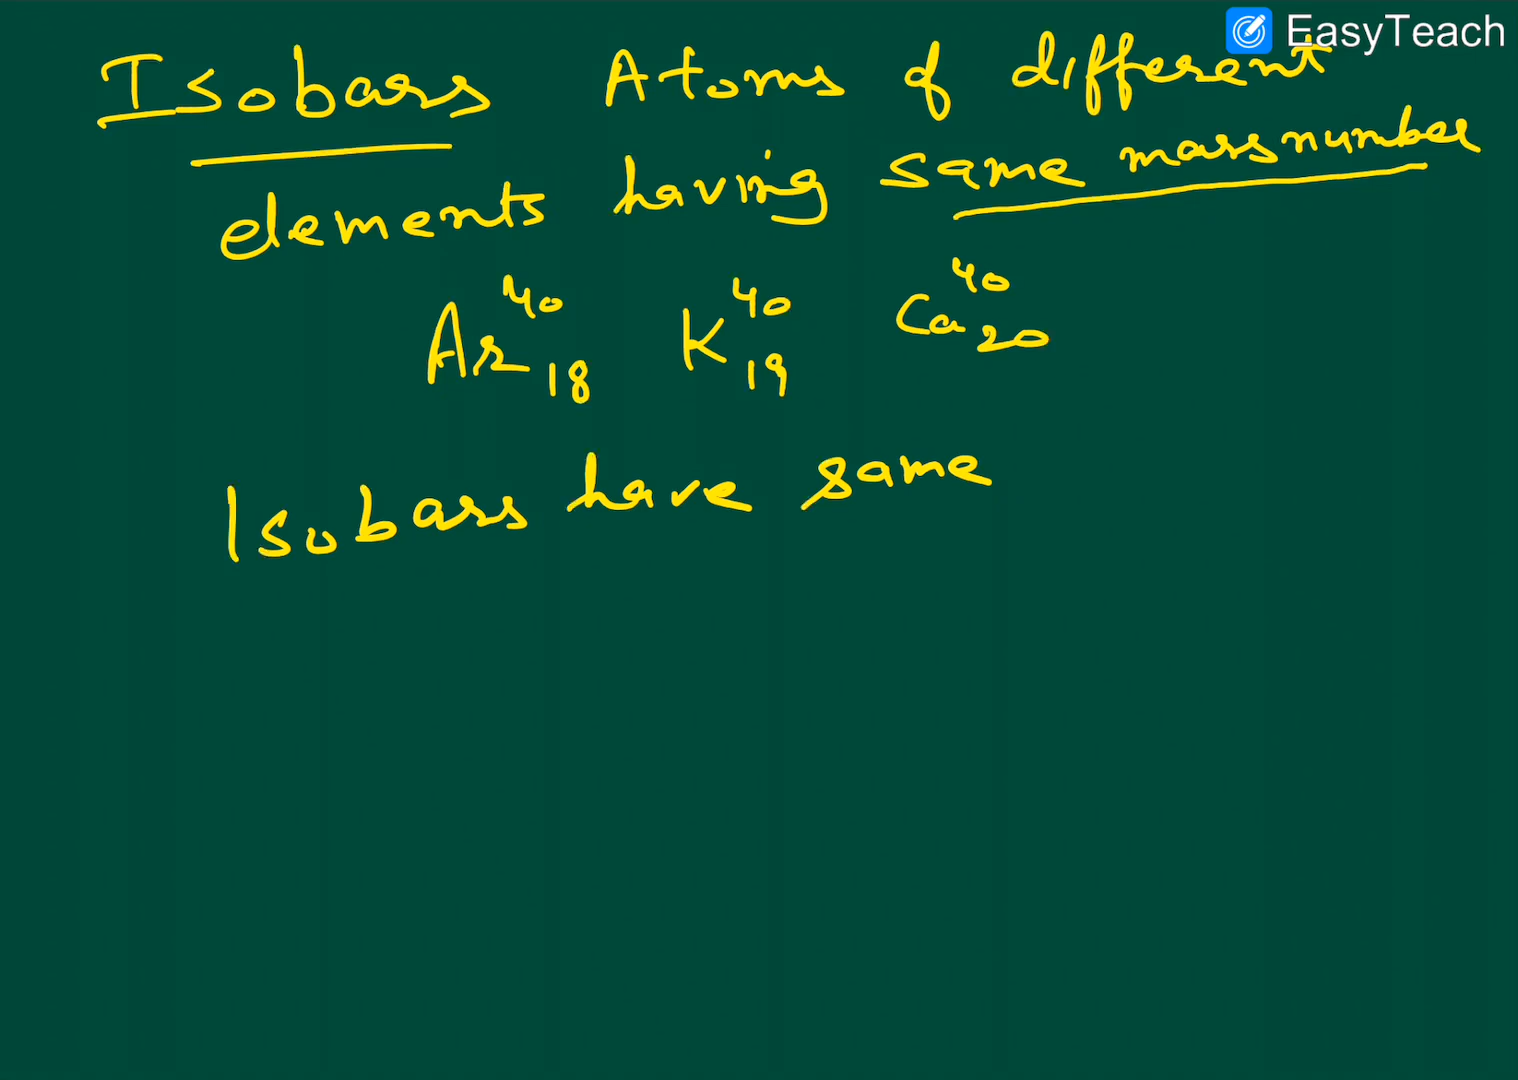 EasyTeach
Isobars Atoms of different
elements having same mass number
Ar 40 18 K 40 19 Ca 40 20
Isobars have same